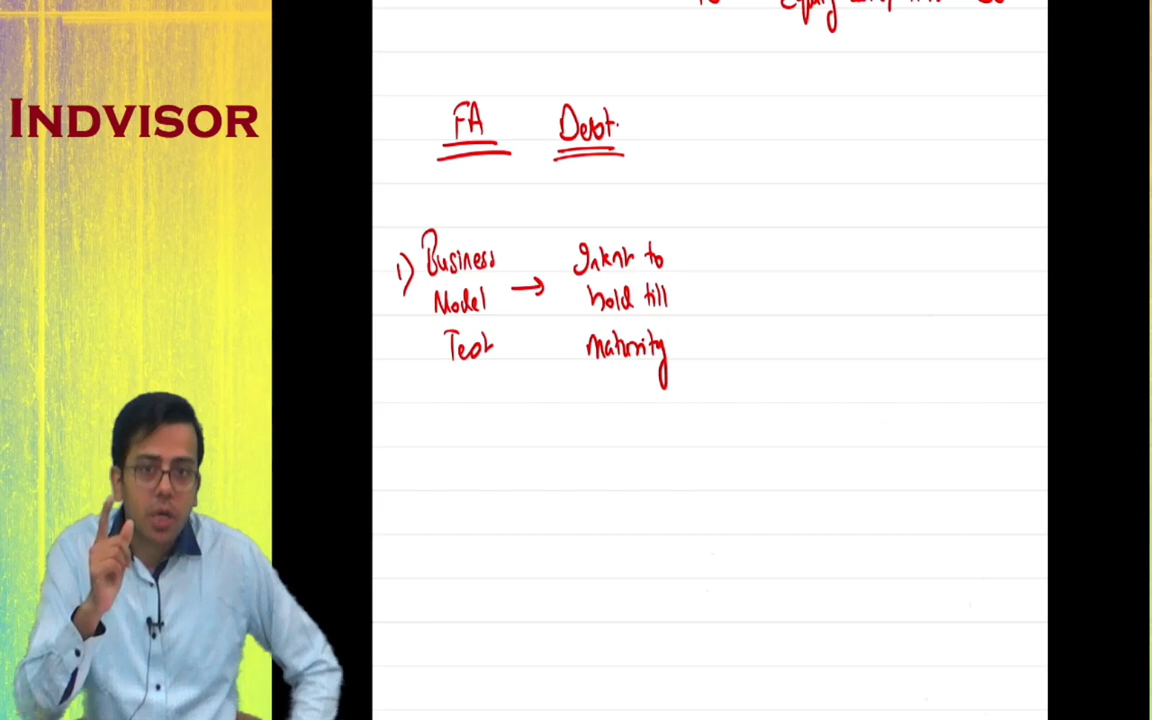 INDVISOR
FA Debt.
1) Business
Model → Intent to
hold till
Test maturity